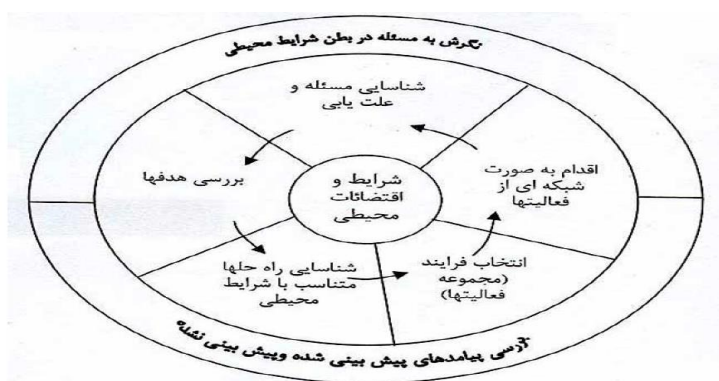 نگرش به مسئله در بطن شرایط محیطی
شناسایی مسئله و
علت یابی
بررسی هدفها
شناسایی راه حلها
متناسب با شرایط
محیطی
انتخاب فرایند
(مجموعه
فعالیتها)
اقدام به صورت
شبکه ای از
فعالیتها
شرایط و
اقتضائات
محیطی
بررسی پیامدهای پیش بینی شده وپیش بینی نشده